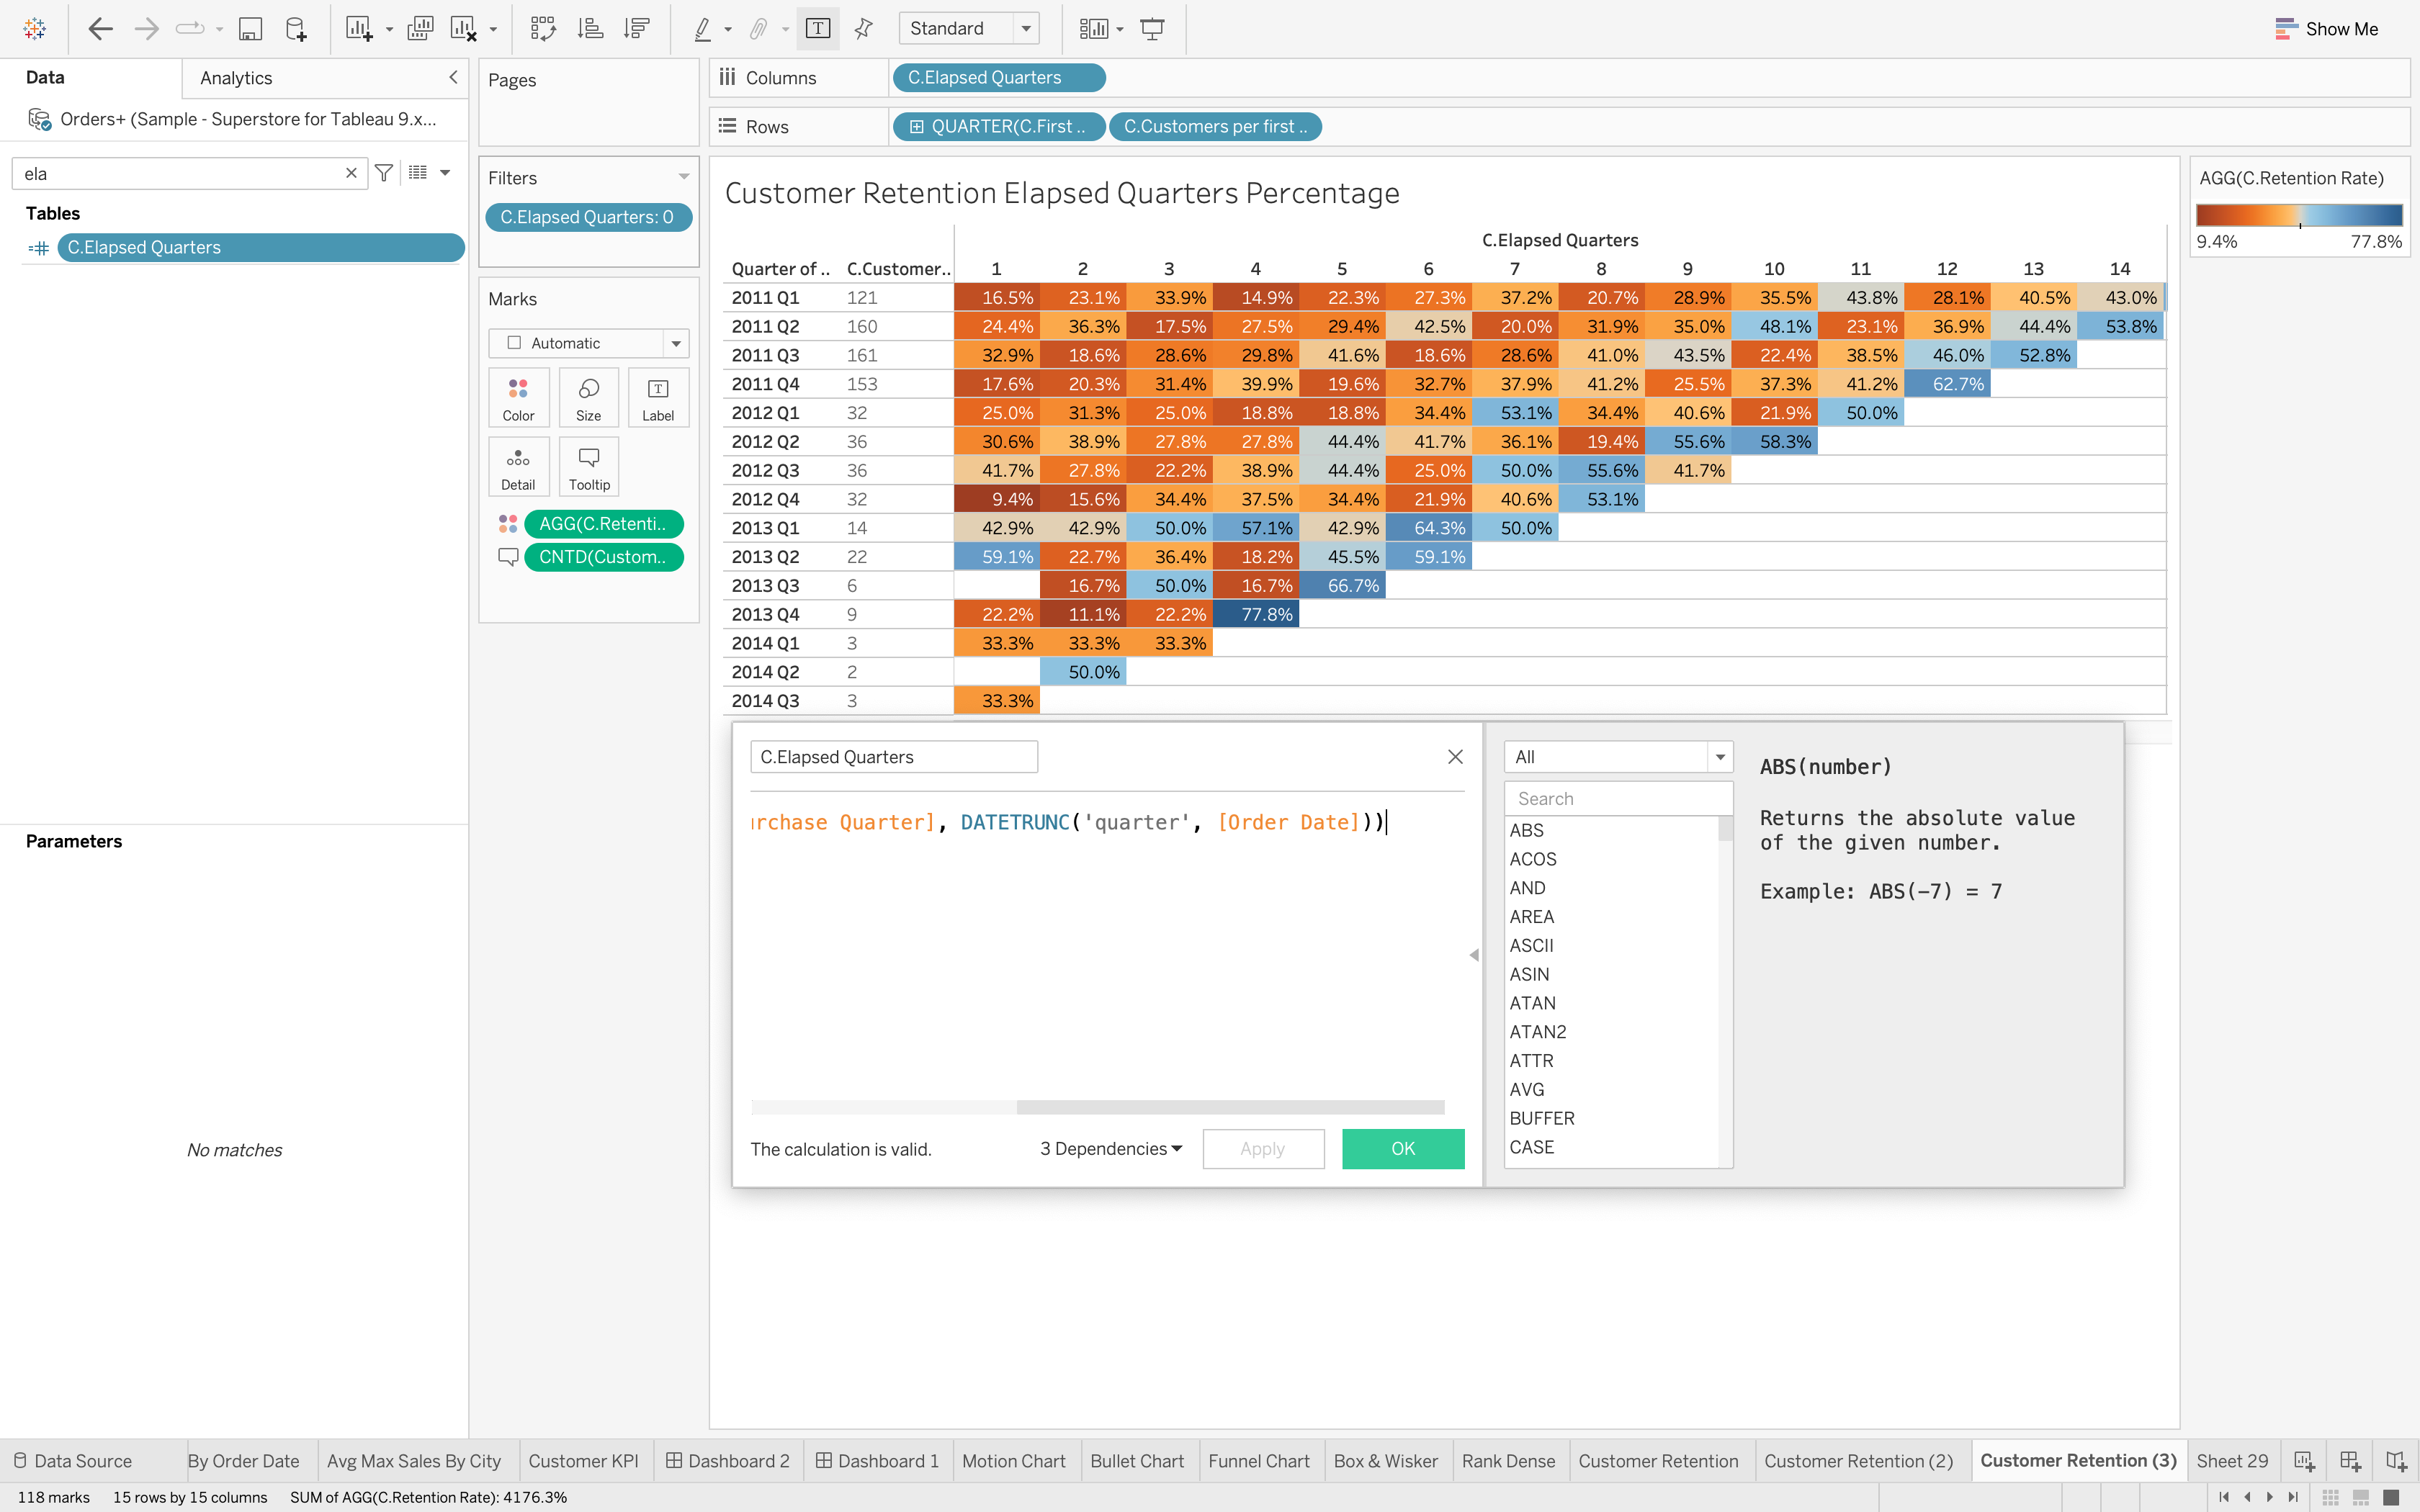 Standard
Show Me
Data
Analytics
Orders+ (Sample - Superstore for Tableau 9.x...
ela
Tables
C.Elapsed Quarters
Parameters
No matches
Pages
Filters
C.Elapsed Quarters: 0
Marks
Automatic
Color Size Label
Detail Tooltip
AGG(C.Retenti..
CNTD(Custom..
Columns C.Elapsed Quarters
Rows QUARTER(C.First .. C.Customers per first ..
Customer Retention Elapsed Quarters Percentage
C.Elapsed Quarters
Quarter of .. C.Customer.. 1 2 3 4 5 6 7 8 9 10 11 12 13 14
2011 Q1 121 16.5% 23.1% 33.9% 14.9% 22.3% 27.3% 37.2% 20.7% 28.9% 35.5% 43.8% 28.1% 40.5% 43.0%
2011 Q2 160 24.4% 36.3% 17.5% 27.5% 29.4% 42.5% 20.0% 31.9% 35.0% 48.1% 23.1% 36.9% 44.4% 53.8%
2011 Q3 161 32.9% 18.6% 28.6% 29.8% 41.6% 18.6% 28.6% 41.0% 43.5% 22.4% 38.5% 46.0% 52.8%
2011 Q4 153 17.6% 20.3% 31.4% 39.9% 19.6% 32.7% 37.9% 41.2% 25.5% 37.3% 41.2% 62.7%
2012 Q1 32 25.0% 31.3% 25.0% 18.8% 18.8% 34.4% 53.1% 34.4% 40.6% 21.9% 50.0%
2012 Q2 36 30.6% 38.9% 27.8% 27.8% 44.4% 41.7% 36.1% 19.4% 55.6% 58.3%
2012 Q3 36 41.7% 27.8% 22.2% 38.9% 44.4% 25.0% 50.0% 55.6% 41.7%
2012 Q4 32 9.4% 15.6% 34.4% 37.5% 34.4% 21.9% 40.6% 53.1%
2013 Q1 14 42.9% 42.9% 50.0% 57.1% 42.9% 64.3% 50.0%
2013 Q2 22 59.1% 22.7% 36.4% 18.2% 45.5% 59.1%
2013 Q3 6 16.7% 50.0% 16.7% 66.7%
2013 Q4 9 22.2% 11.1% 22.2% 77.8%
2014 Q1 3 33.3% 33.3% 33.3%
2014 Q2 2 50.0%
2014 Q3 3 33.3%
AGG(C.Retention Rate)
9.4% 77.8%
C.Elapsed Quarters
rchase Quarter], DATETRUNC('quarter', [Order Date]))
The calculation is valid. 3 Dependencies Apply OK
All
Search
ABS
ACOS
AND
AREA
ASCII
ASIN
ATAN
ATAN2
ATTR
AVG
BUFFER
CASE
ABS(number)
Returns the absolute value
of the given number.
Example: ABS(-7) = 7
Data Source By Order Date Avg Max Sales By City Customer KPI Dashboard 2 Dashboard 1 Motion Chart Bullet Chart Funnel Chart Box & Wisker Rank Dense Customer Retention Customer Retention (2) Customer Retention (3) Sheet 29
118 marks 15 rows by 15 columns SUM of AGG(C.Retention Rate): 4176.3%